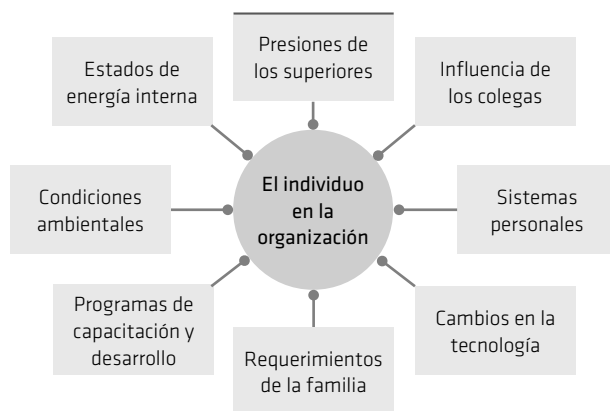 Presiones de
los superiores
Estados de
energía interna
Influencia de
los colegas
Condiciones
ambientales
El individuo
en la
organización
Sistemas
personales
Programas de
capacitación y
desarrollo
Requerimientos
de la familia
Cambios en la
tecnología